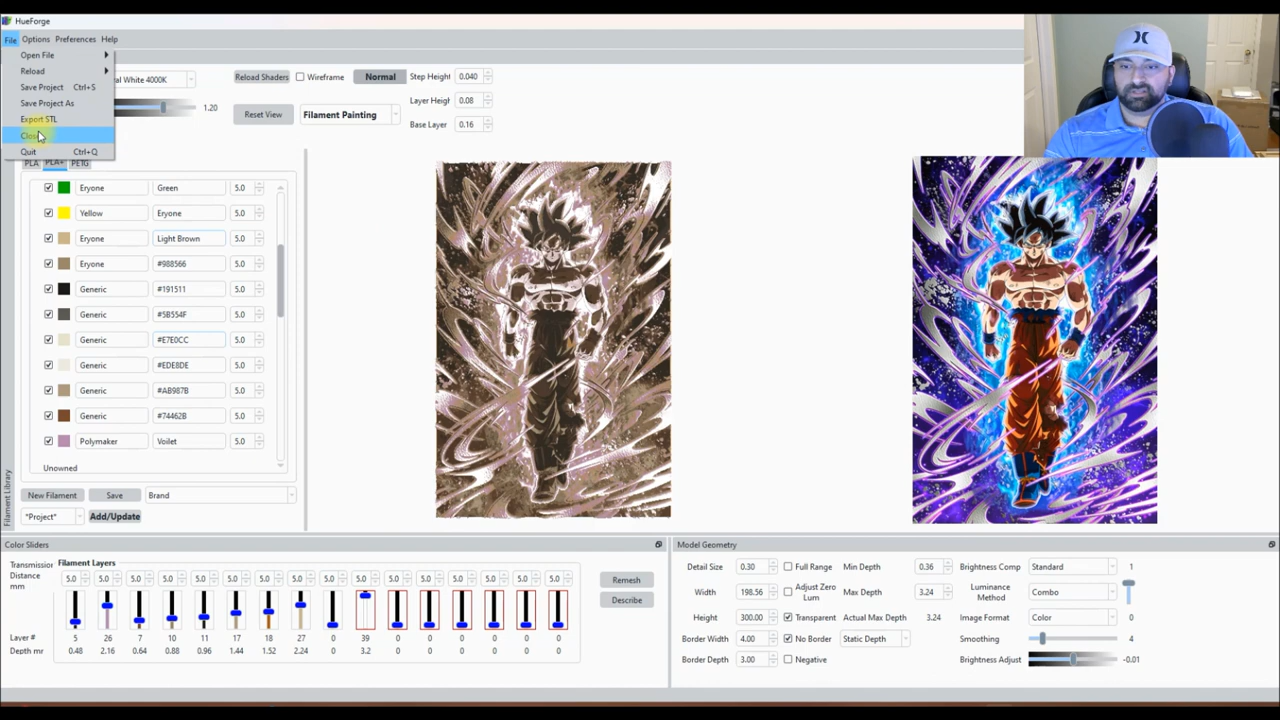 HueForge
File Options Preferences Help
Open File
Reload
Save Project Ctrl+S
Save Project As
Export STL
Close
Quit Ctrl+Q
al White 4000K
1.20
Reload Shaders Wireframe Normal Step Height 0.040
Layer Heigh 0.08
Reset View Filament Painting
Base Layer 0.16
PLA PLA+ PETG
Eryone Green 5.0
Yellow Eryone 5.0
Eryone Light Brown 5.0
Eryone #988566 5.0
Generic #191511 5.0
Generic #5B554F 5.0
Generic #E7E0CC 5.0
Generic #EDE8DE 5.0
Generic #AB987B 5.0
Generic #74462B 5.0
Polymaker Voilet 5.0
Unowned
Filament Library
New Filament Save Brand
*Project* Add/Update
Color Sliders
Transmission Distance mm
Filament Layers
5.0 5.0 5.0 5.0 5.0 5.0 5.0 5.0 5.0 5.0 5.0 5.0 5.0 5.0 5.0 5.0
Remesh
Describe
Layer # 5 26 7 10 11 17 18 27 0 39 0 0 0 0 0 0
Depth mr 0.48 2.16 0.64 0.88 0.96 1.44 1.52 2.24 0 3.2 0 0 0 0 0 0
Model Geometry
Detail Size 0.30 Full Range Min Depth 0.36 Brightness Comp Standard 1
Width 198.56 Adjust Zero Lum Max Depth 3.24 Luminance Method Combo
Height 300.00 Transparent Actual Max Depth 3.24 Image Format Color 0
Border Width 4.00 No Border Static Depth Smoothing 4
Border Depth 3.00 Negative Brightness Adjust -0.01